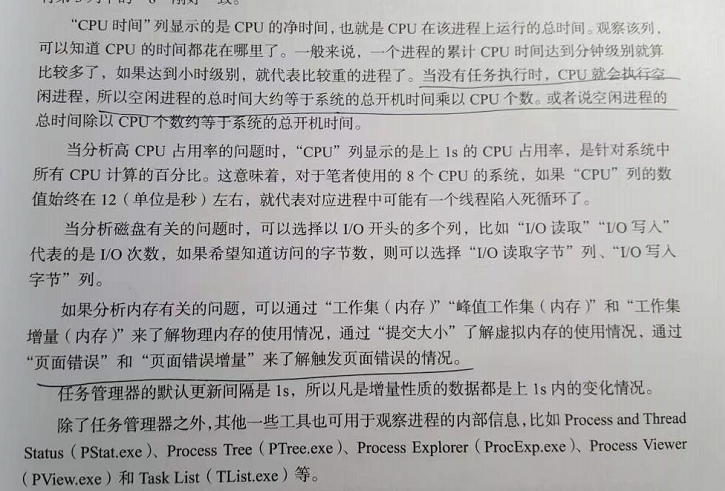 “CPU 时间”列显示的是 CPU 的净时间，也就是 CPU 在该进程上运行的总时间。观察该列，
可以知道 CPU 的时间都花在哪里了。一般来说，一个进程的累计 CPU 时间达到分钟级别就算
比较多了，如果达到小时级别，就代表比较重的进程了。当没有任务执行时，CPU 就会执行空
闲进程，所以空闲进程的总时间大约等于系统的总开机时间乘以 CPU 个数。或者说空闲进程的
总时间除以 CPU 个数约等于系统的总开机时间。
当分析高 CPU 占用率的问题时，“CPU”列显示的是上 1s 的 CPU 占用率，是针对系统中
所有 CPU 计算的百分比。这意味着，对于笔者使用的 8 个 CPU 的系统，如果“CPU”列的数
值始终在 12（单位是秒）左右，就代表对应进程中可能有一个线程陷入死循环了。
当分析磁盘有关的问题时，可以选择以 I/O 开头的多个列，比如“I/O 读取”“I/O 写入”
代表的是 I/O 次数，如果希望知道访问的字节数，则可以选择“I/O 读取字节”列、“I/O 写入
字节”列。
如果分析内存有关的问题，可以通过“工作集（内存）”“峰值工作集（内存）”和“工作集
增量（内存）”来了解物理内存的使用情况，通过“提交大小”了解虚拟内存的使用情况，通过
“页面错误”和“页面错误增量”来了解触发页面错误的情况。
任务管理器的默认更新间隔是 1s，所以凡是增量性质的数据都是上 1s 内的变化情况。
除了任务管理器之外，其他一些工具也可用于观察进程的内部信息，比如 Process and Thread
Status（PStat.exe）、Process Tree（PTree.exe）、Process Explorer（ProcExp.exe）、Process Viewer
（PView.exe）和 Task List（TList.exe）等。